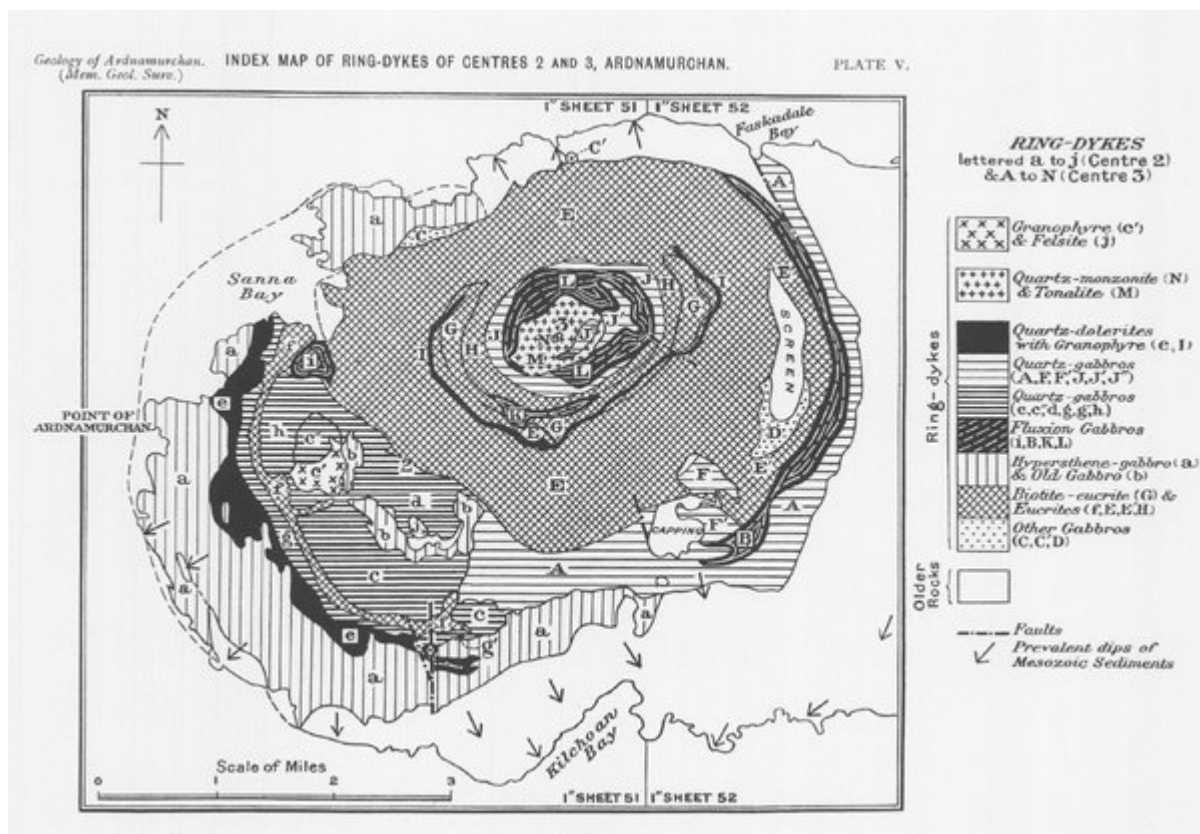 Geology of Ardnamurchan.
(Mem. Geol. Surv.)
INDEX MAP OF RING-DYKES OF CENTRES 2 AND 3, ARDNAMURCHAN.
PLATE V.
1" SHEET 51
1" SHEET 52
N
Faskadale
Bay
C'
A
E
a
c
Sanna
Bay
L
J
H
I
G
E'
SCREEN
J
G
H
I
J
3
N
J'
M
L
f
a
i
POINT OF
ARDNAMURCHAN
e
h
c
b
c'
2
H
G
E
D
E'
a
f
d
E
F
A
b
b
g
CAPPING
F'
B
c
A
a
c
a
e
g'
a
Kilchoan
Bay
Scale of Miles
0
1
2
3
1" SHEET 51
1" SHEET 52
RING-DYKES
lettered a to j (Centre 2)
& A to N (Centre 3)
Ring-dykes
Granophyre (c')
& Felsite (j)
Quartz-monzonite (N)
& Tonalite (M)
Quartz-dolerites
with Granophyre (e, I)
Quartz-gabbros
(A, F, F', J, J', J")
Quartz-gabbros
(c, c', d, g, g', h)
Fluxion Gabbros
(i, B, K, L)
Hypersthene-gabbro (a)
& Old Gabbro (b)
Biotite-eucrite (G) &
Eucrites (f, E, E', H)
Other Gabbros
(C, C', D)
Older
Rocks
Faults
Prevalent dips of
Mesozoic Sediments